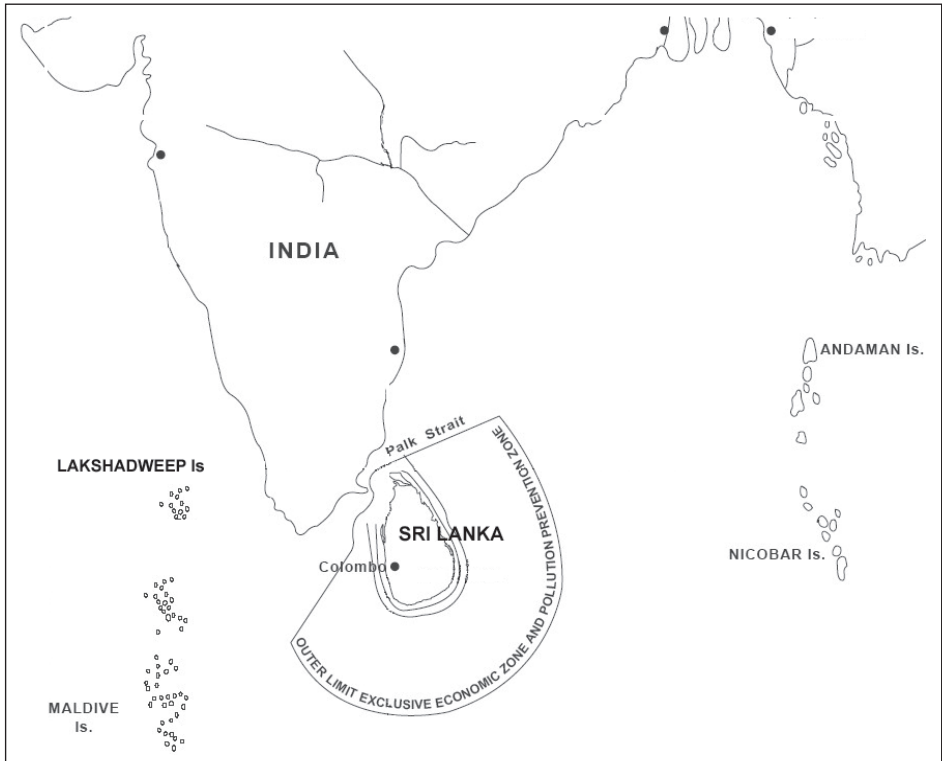 INDIA
ANDAMAN Is.
Palk Strait
LAKSHADWEEP Is
SRI LANKA
NICOBAR Is.
Colombo
OUTER LIMIT EXCLUSIVE ECONOMIC ZONE AND POLLUTION PREVENTION ZONE
MALDIVE
Is.